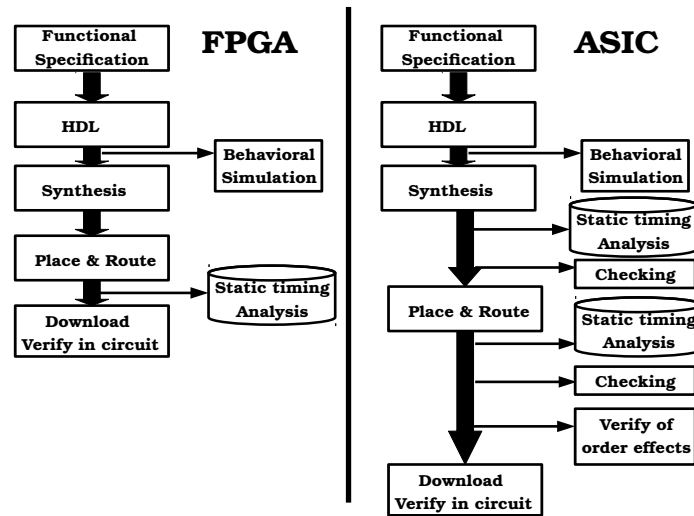 FPGA
Functional
Specification
HDL
Behavioral
Simulation
Synthesis
Place & Route
Static timing
Analysis
Download
Verify in circuit
ASIC
Functional
Specification
HDL
Behavioral
Simulation
Synthesis
Static timing
Analysis
Checking
Place & Route
Static timing
Analysis
Checking
Verify of
order effects
Download
Verify in circuit